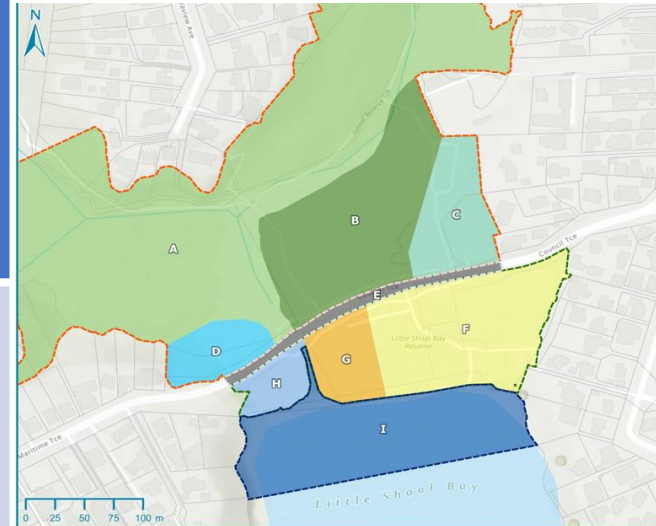 N
A
B
C
D
E
F
G
H
I
Council Tce
Little Shoal Bay
Reserve
Maritime Tce
Little Shoal Bay
0 25 50 75 100 m